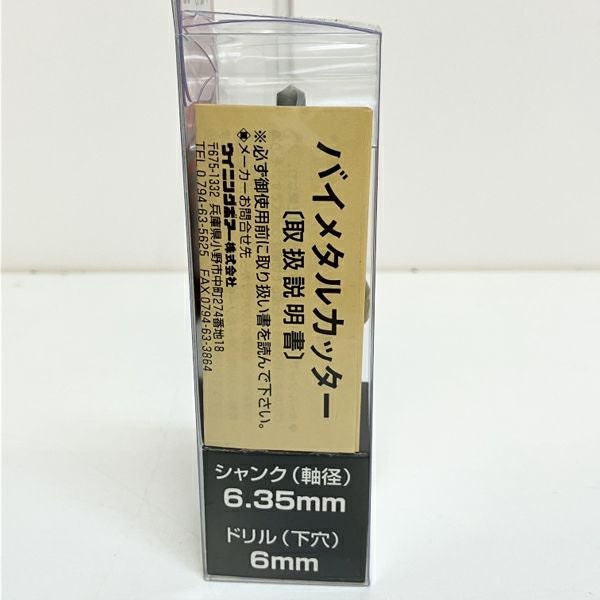 バイメタルカッター
〔取扱説明書〕
※必ず御使用前に取り扱い書を読んで下さい。
メーカーお問合せ先
ウイニングボアー株式会社
〒675-1332 兵庫県小野市中町274番地18
TEL 0794-63-5625 FAX 0794-63-3864
シャンク(軸径)
6.35mm
ドリル(下穴)
6mm